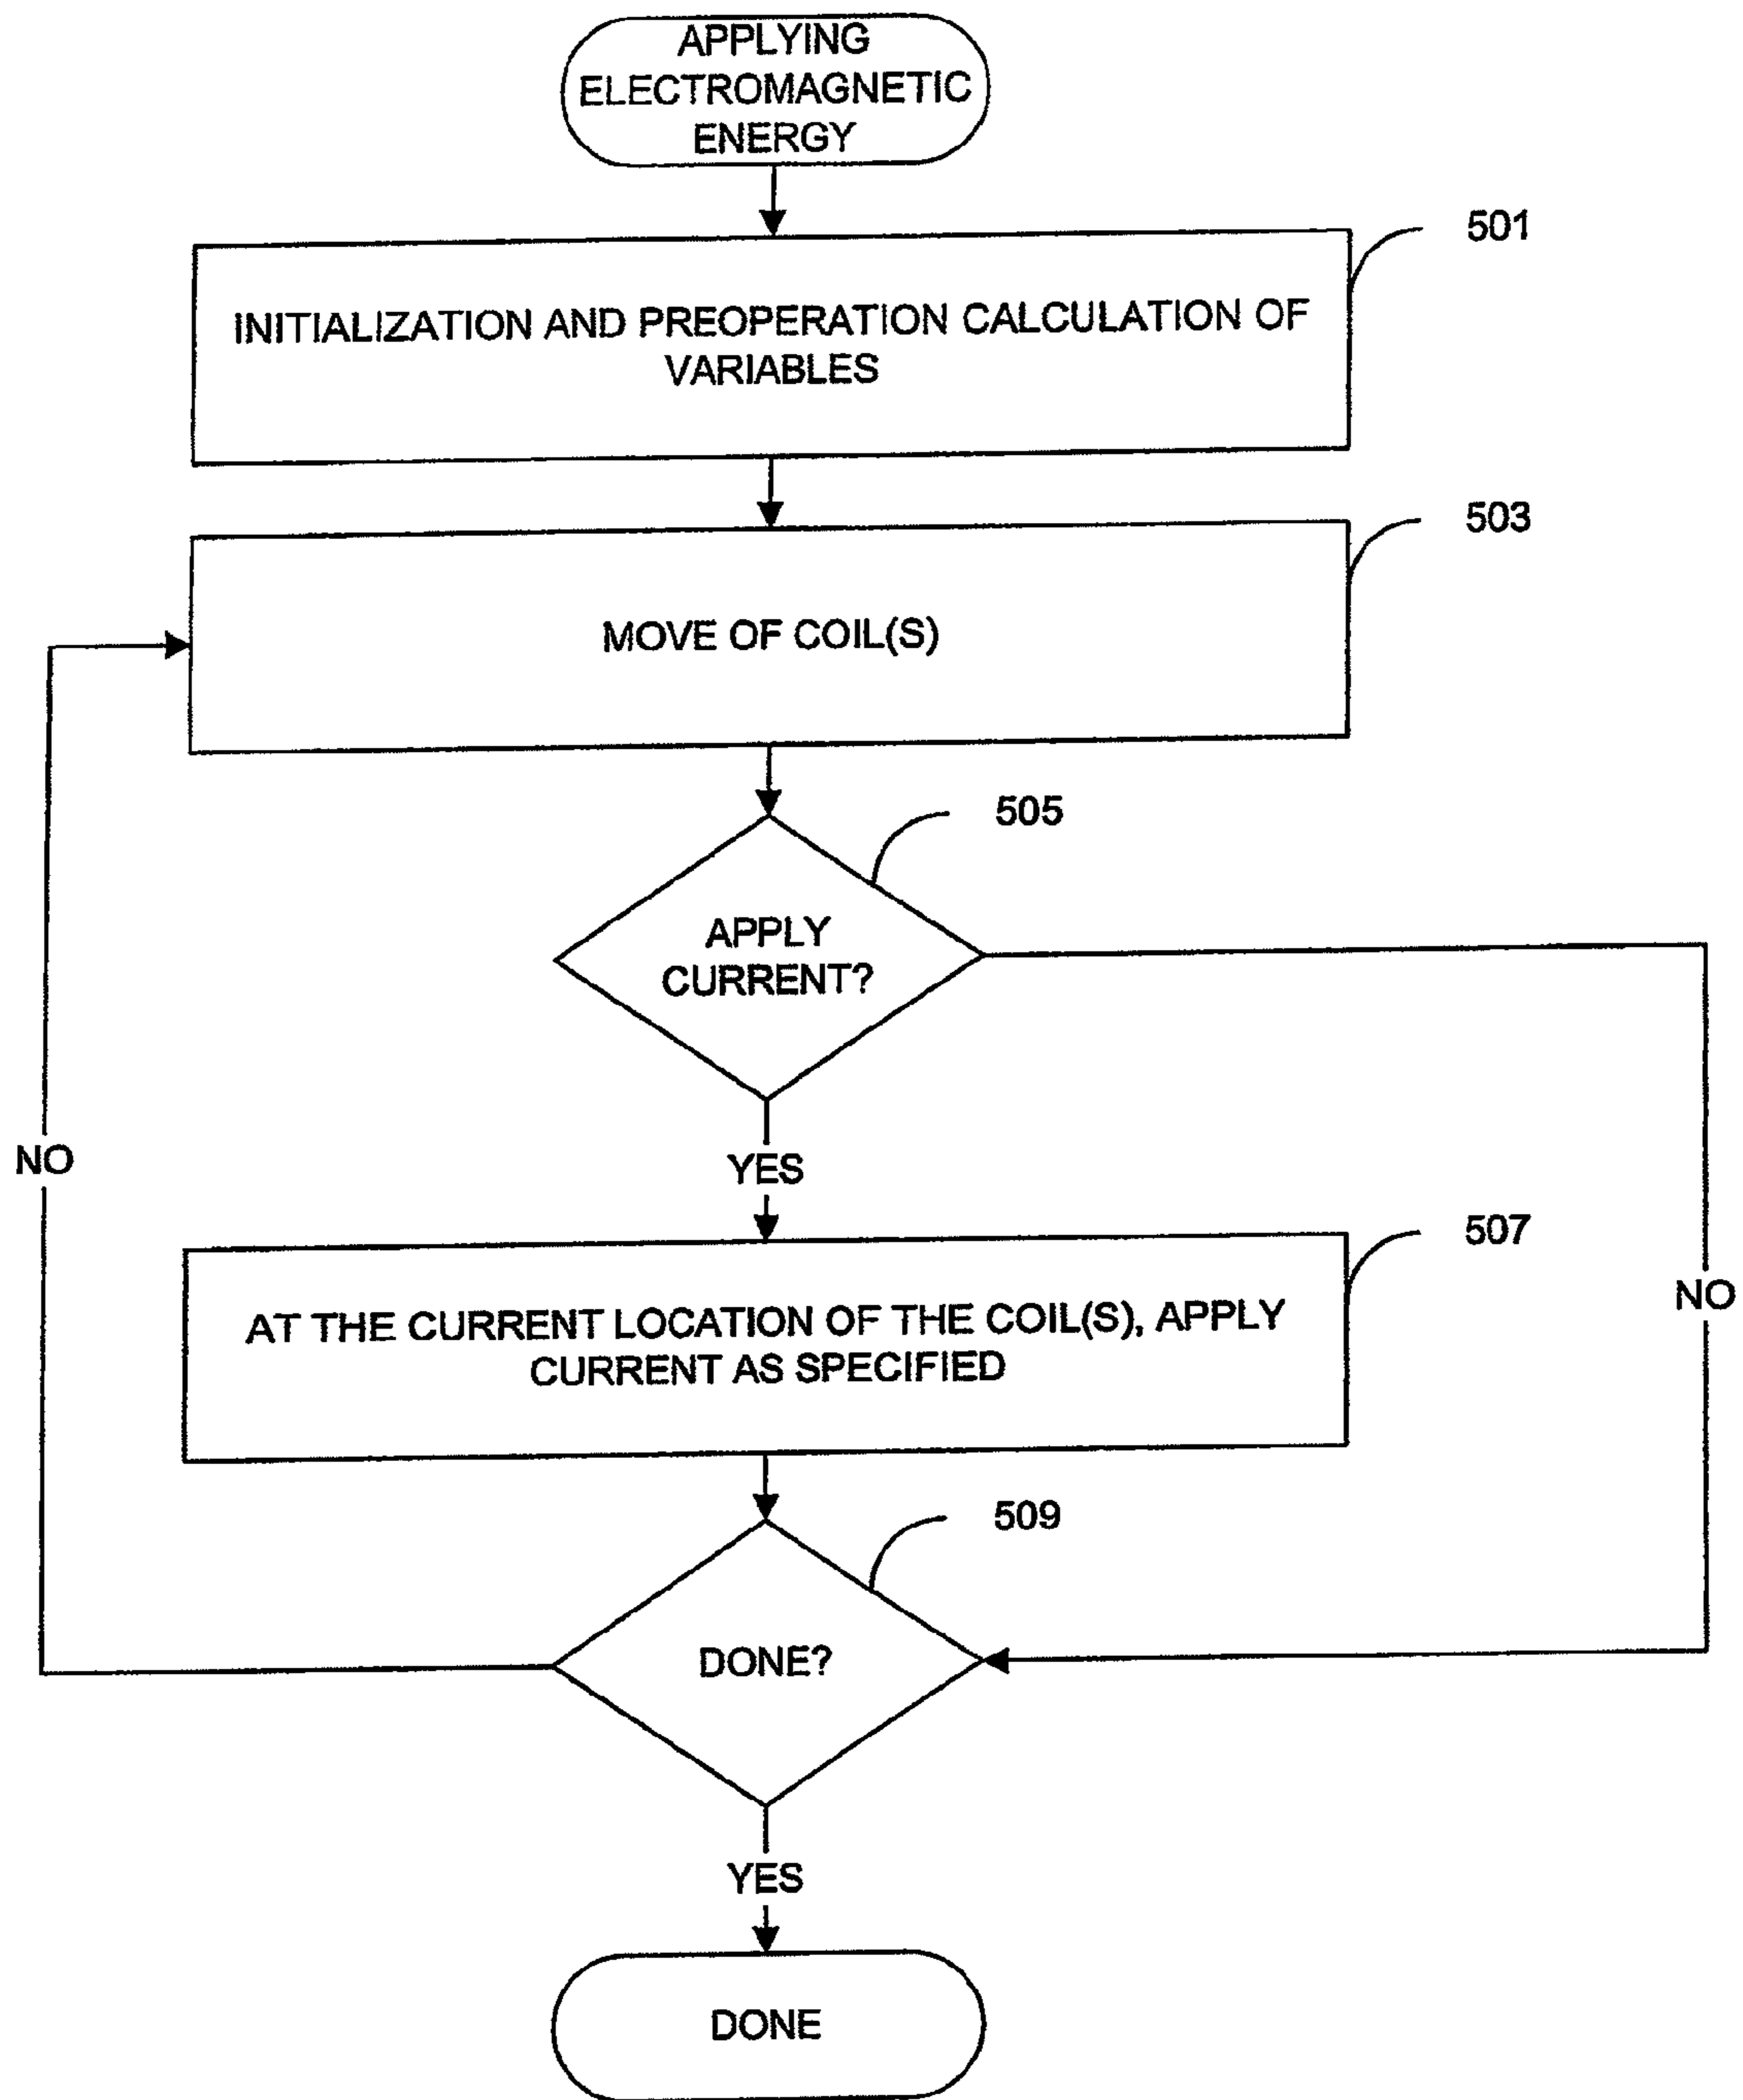 APPLYING
ELECTROMAGNETIC
ENERGY
501
INITIALIZATION AND PREOPERATION CALCULATION OF
VARIABLES
503
MOVE OF COIL(S)
505
APPLY
CURRENT?
NO
YES
507
AT THE CURRENT LOCATION OF THE COIL(S), APPLY
CURRENT AS SPECIFIED
NO
509
DONE?
YES
DONE